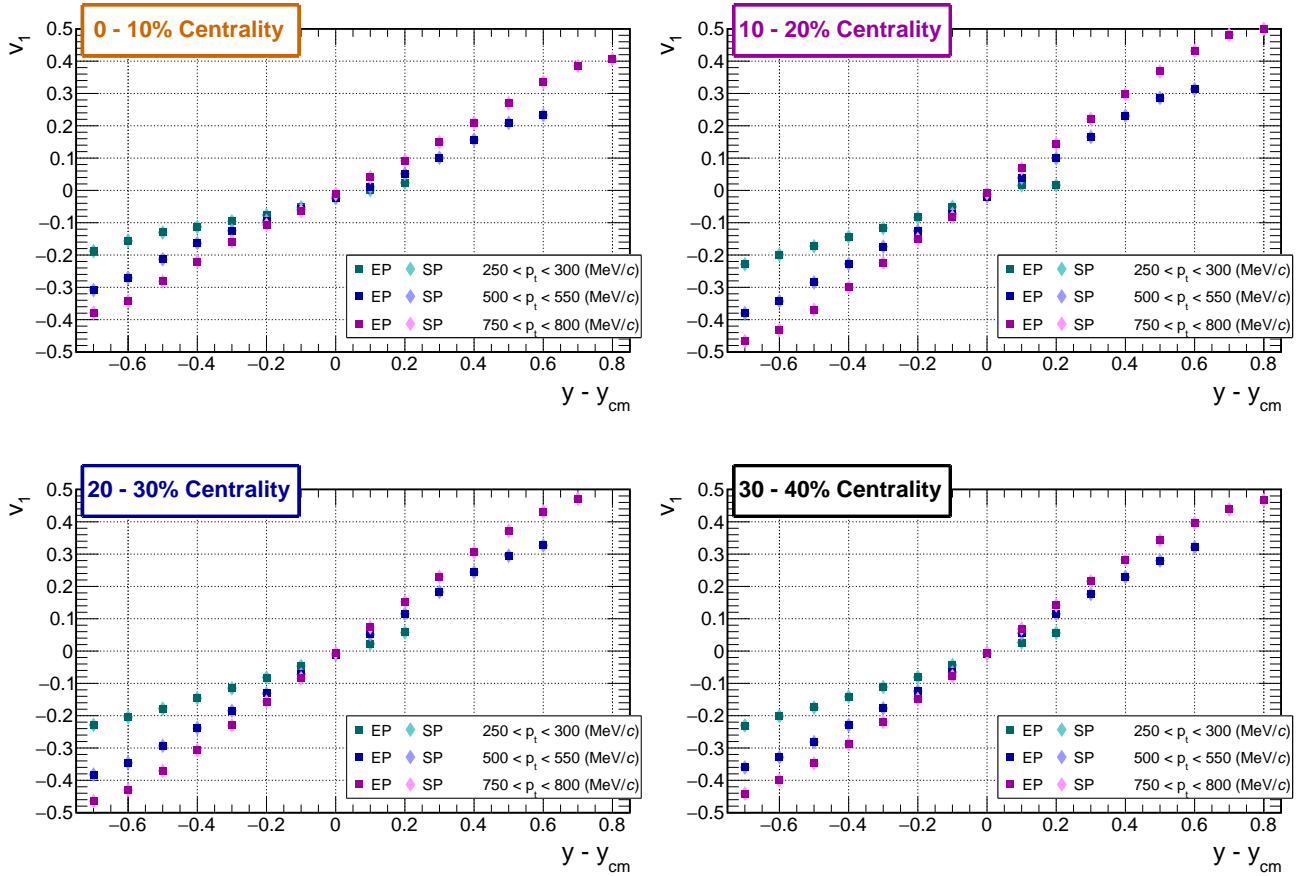 0 - 10% Centrality
v1
0.5
0.4
0.3
0.2
0.1
0
−0.1
−0.2
−0.3
−0.4
−0.5
EP SP 250 < pt < 300 (MeV/c)
EP SP 500 < pt < 550 (MeV/c)
EP SP 750 < pt < 800 (MeV/c)
−0.6 −0.4 −0.2 0 0.2 0.4 0.6 0.8
y - ycm
10 - 20% Centrality
v1
0.5
0.4
0.3
0.2
0.1
0
−0.1
−0.2
−0.3
−0.4
−0.5
EP SP 250 < pt < 300 (MeV/c)
EP SP 500 < pt < 550 (MeV/c)
EP SP 750 < pt < 800 (MeV/c)
−0.6 −0.4 −0.2 0 0.2 0.4 0.6 0.8
y - ycm
20 - 30% Centrality
v1
0.5
0.4
0.3
0.2
0.1
0
−0.1
−0.2
−0.3
−0.4
−0.5
EP SP 250 < pt < 300 (MeV/c)
EP SP 500 < pt < 550 (MeV/c)
EP SP 750 < pt < 800 (MeV/c)
−0.6 −0.4 −0.2 0 0.2 0.4 0.6 0.8
y - ycm
30 - 40% Centrality
v1
0.5
0.4
0.3
0.2
0.1
0
−0.1
−0.2
−0.3
−0.4
−0.5
EP SP 250 < pt < 300 (MeV/c)
EP SP 500 < pt < 550 (MeV/c)
EP SP 750 < pt < 800 (MeV/c)
−0.6 −0.4 −0.2 0 0.2 0.4 0.6 0.8
y - ycm